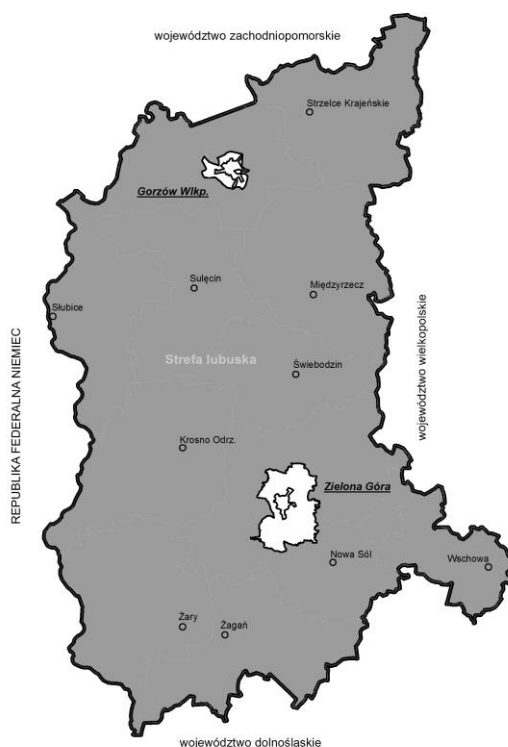 województwo zachodniopomorskie
Strzelce Krajeńskie
Gorzów Wlkp.
Sulęcin
Międzyrzecz
Słubice
REPUBLIKA FEDERALNA NIEMIEC
województwo wielkopolskie
Strefa lubuska
Świebodzin
Krosno Odrz.
Zielona Góra
Nowa Sól
Wschowa
Żary
Żagań
województwo dolnośląskie